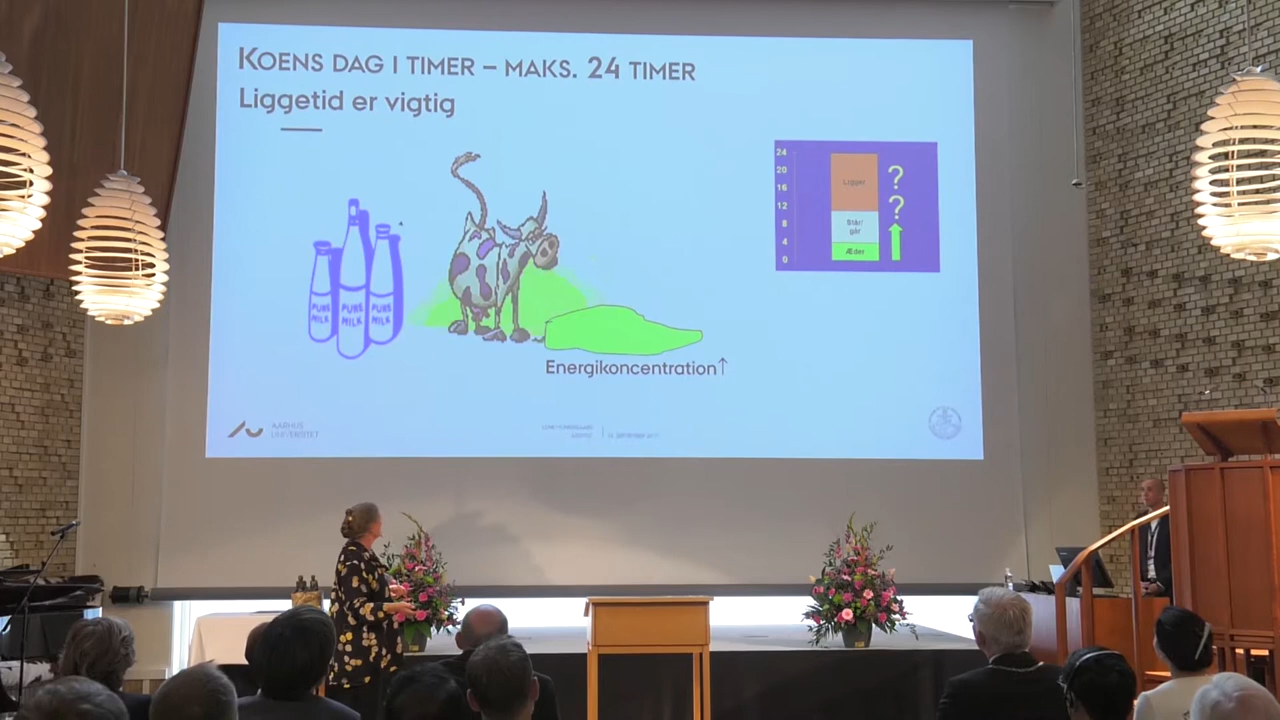 KOENS DAG I TIMER – MAKS. 24 TIMER
Liggetid er vigtig
24
20
16
12
8
4
0
Ligger
Står/
går
Æder
?
?
PURE
MILK
PURE
MILK
PURE
MILK
Energikoncentration↑
AARHUS
UNIVERSITET